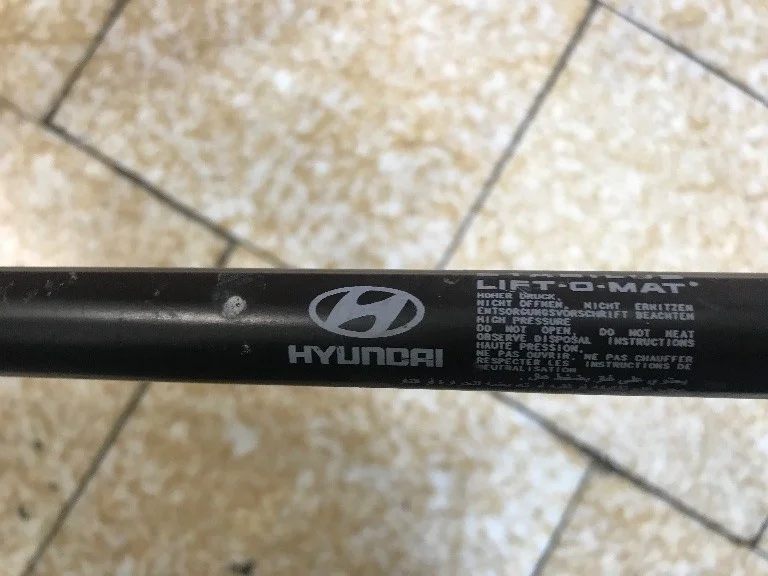 LIFT-O-MAT®
HOHER DRUCK.
NICHT ÖFFNEN. NICHT ERHITZEN
ENTSORGUNGSVORSCHRIFT BEACHTEN
HIGH PRESSURE
DO NOT OPEN. DO NOT HEAT
OBSERVE DISPOSAL INSTRUCTIONS
HAUTE PRESSION.
NE PAS OUVRIR. NE PAS CHAUFFER
RESPECTER LES INSTRUCTIONS DE
NEUTRALISATION
HYUNDAI